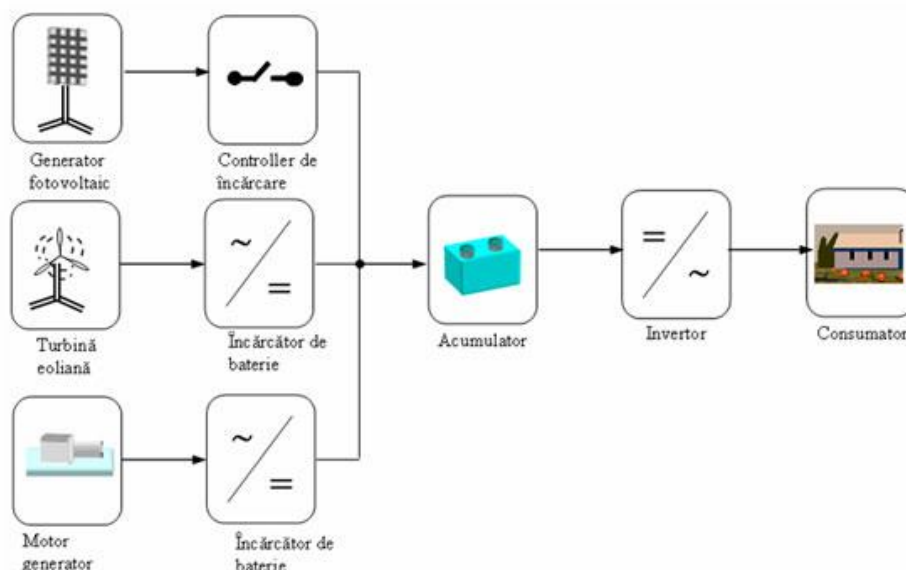 Generator
fotovoltaic
Controller de
încărcare
Turbină
eoliană
Încărcător de
baterie
Acumulator
Invertor
Consumator
Motor
generator
Încărcător de
baterie